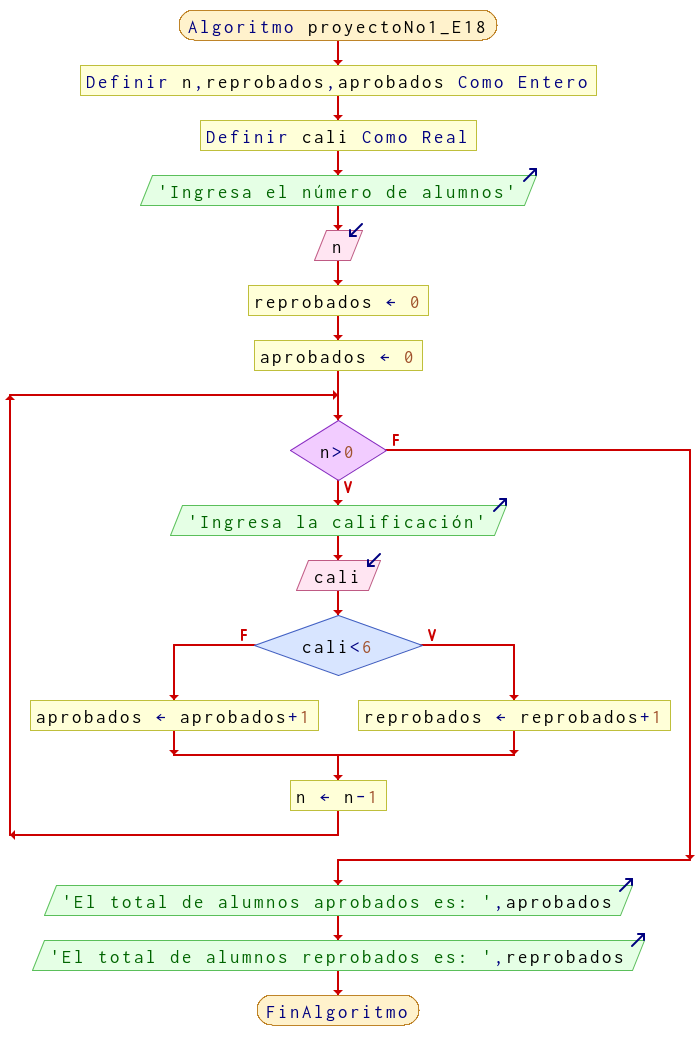 Algoritmo proyectoNo1_E18
Definir n,reprobados,aprobados Como Entero
Definir cali Como Real
'Ingresa el número de alumnos'
n
reprobados ← 0
aprobados ← 0
n>0
F
V
'Ingresa la calificación'
cali
F
cali<6
V
aprobados ← aprobados+1
reprobados ← reprobados+1
n ← n-1
'El total de alumnos aprobados es: ',aprobados
'El total de alumnos reprobados es: ',reprobados
FinAlgoritmo